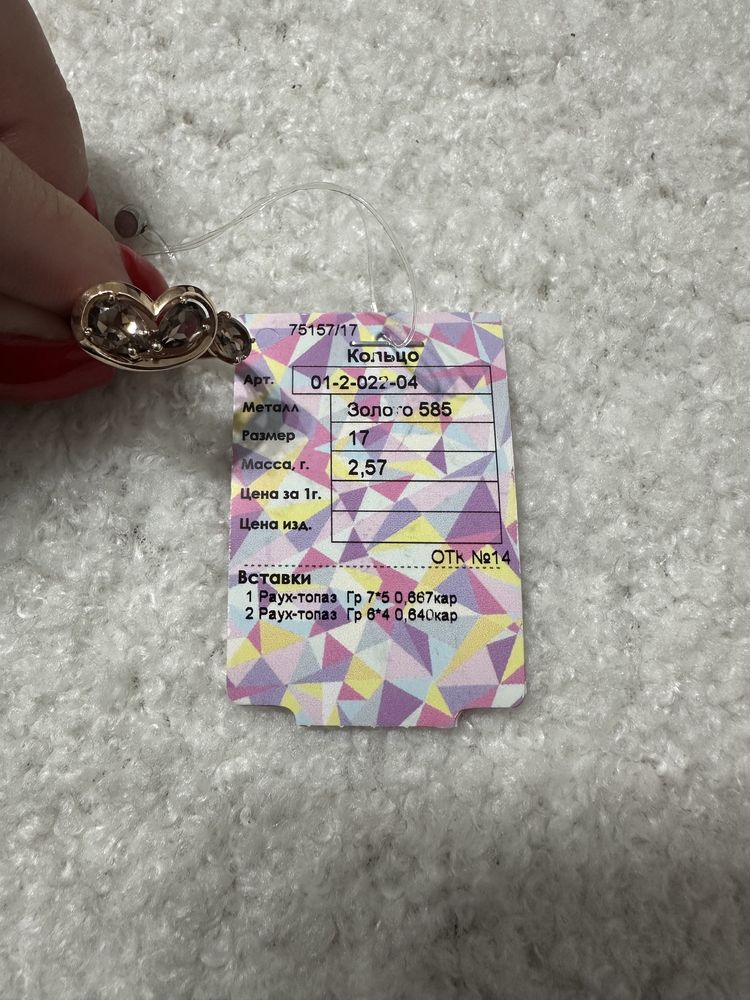 75157/17
Кольцо
Арт. 01-2-022-04
Металл Золото 585
Размер 17
Масса, г. 2,57
Цена за 1г.
Цена изд.
ОТК №14
Вставки
1 Раух-топаз Гр 7*5 0,667кар
2 Раух-топаз Гр 6*4 0,640кар